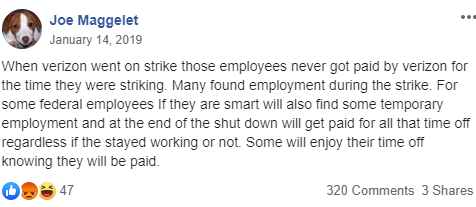 Joe Maggelet
January 14, 2019
When verizon went on strike those employees never got paid by verizon for
the time they were striking. Many found employment during the strike. For
some federal employees If they are smart will also find some temporary
employment and at the end of the shut down will get paid for all that time off
regardless if the stayed working or not. Some will enjoy their time off
knowing they will be paid.
47
320 Comments 3 Shares